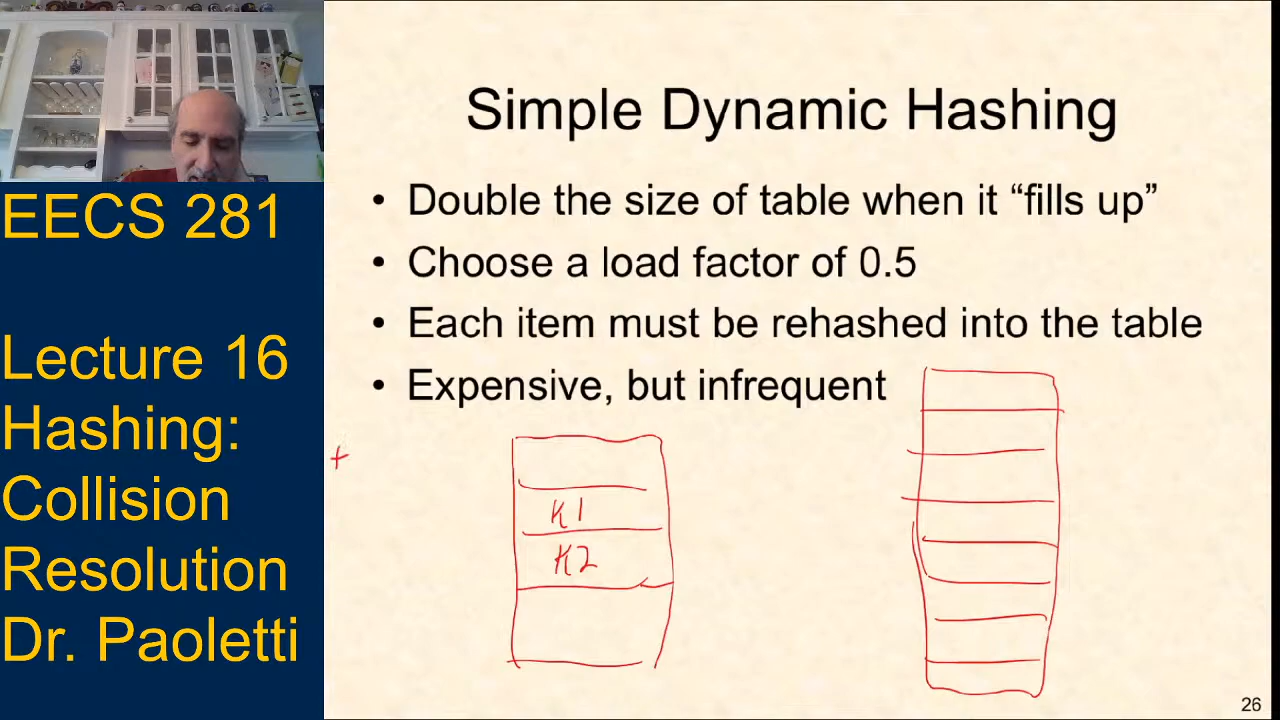 EECS 281
Lecture 16
Hashing:
Collision
Resolution
Dr. Paoletti
Simple Dynamic Hashing
• Double the size of table when it “fills up”
• Choose a load factor of 0.5
• Each item must be rehashed into the table
• Expensive, but infrequent
+
K1
K2
26